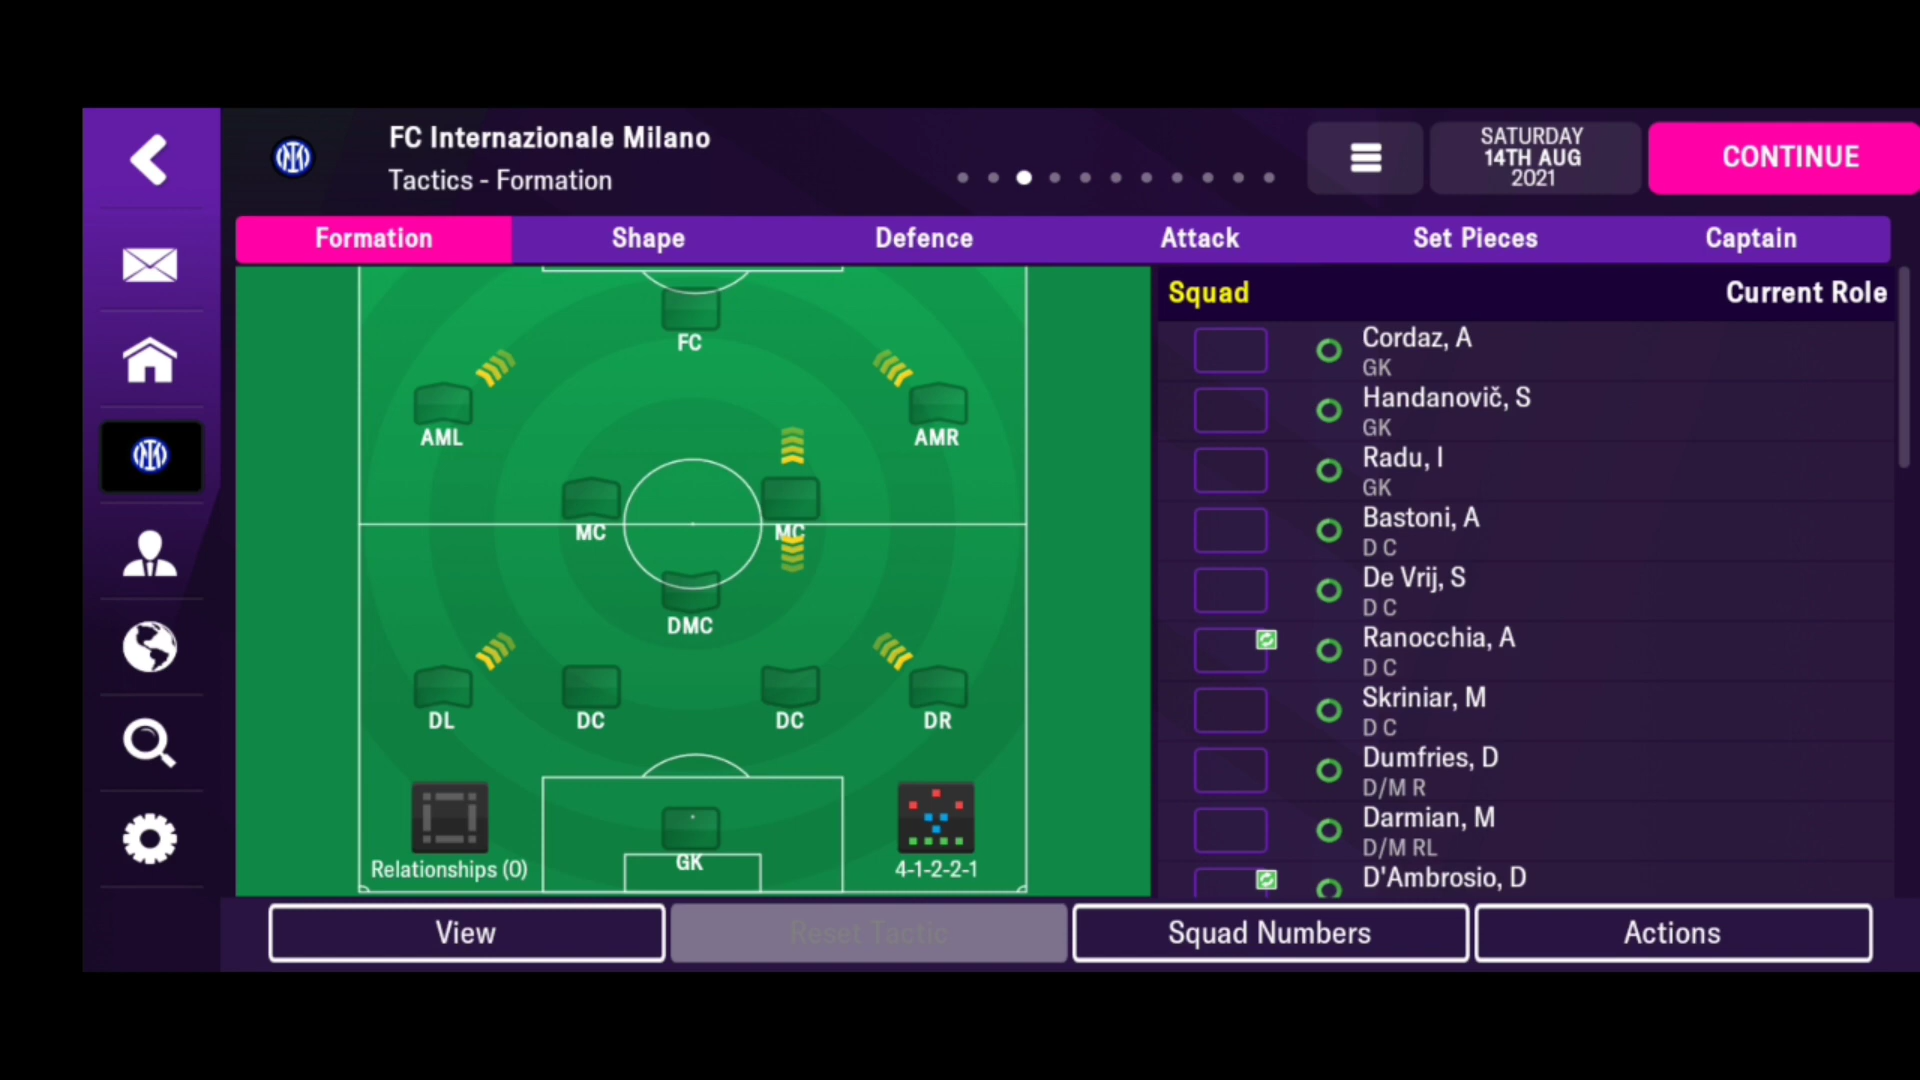 FC Internazionale Milano
Tactics - Formation
SATURDAY
14TH AUG
2021
CONTINUE
Formation
Shape
Defence
Attack
Set Pieces
Captain
FC
AML
AMR
MC
MC
DMC
DL
DC
DC
DR
GK
Relationships (0)
4-1-2-2-1
Squad
Current Role
Cordaz, A
GK
Handanovič, S
GK
Radu, I
GK
Bastoni, A
D C
De Vrij, S
D C
Ranocchia, A
D C
Skriniar, M
D C
Dumfries, D
D/M R
Darmian, M
D/M RL
D'Ambrosio, D
View
Reset Tactic
Squad Numbers
Actions